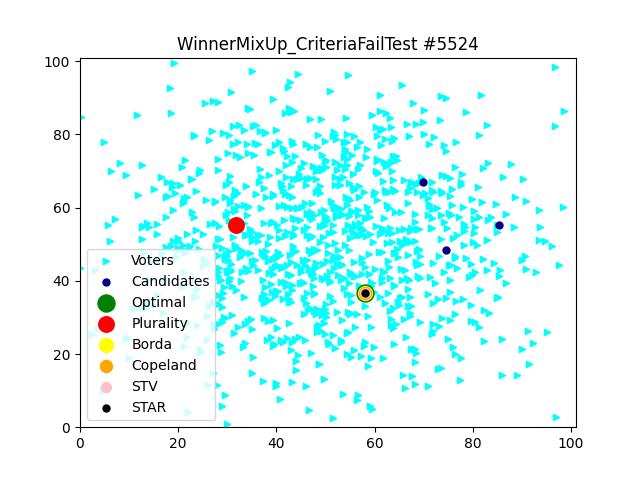 WinnerMixUp_CriteriaFailTest #5524
100
80
60
40
20
0
0 20 40 60 80 100
Voters
Candidates
Optimal
Plurality
Borda
Copeland
STV
STAR